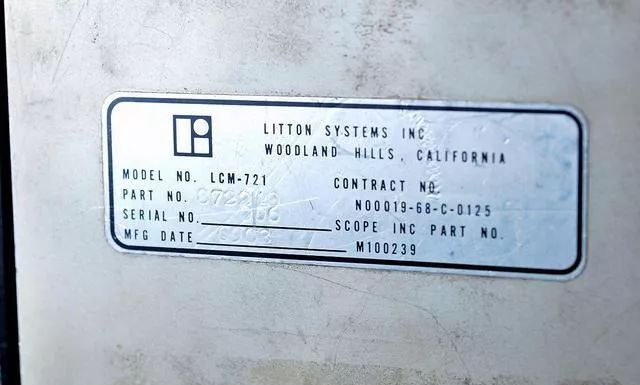 LITTON SYSTEMS INC
WOODLAND HILLS, CALIFORNIA
MODEL NO. LCM-721
CONTRACT NO.
PART NO.
N00019-68-C-0125
SERIAL NO.
SCOPE INC PART NO.
MFG DATE
M100239